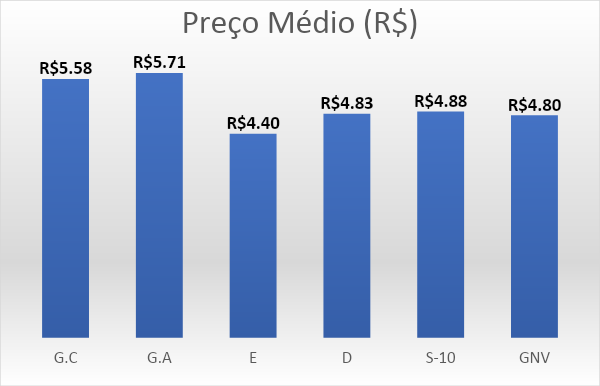 Preço Médio (R$)
R$5.58
R$5.71
R$4.40
R$4.83
R$4.88
R$4.80
G.C
G.A
E
D
S-10
GNV